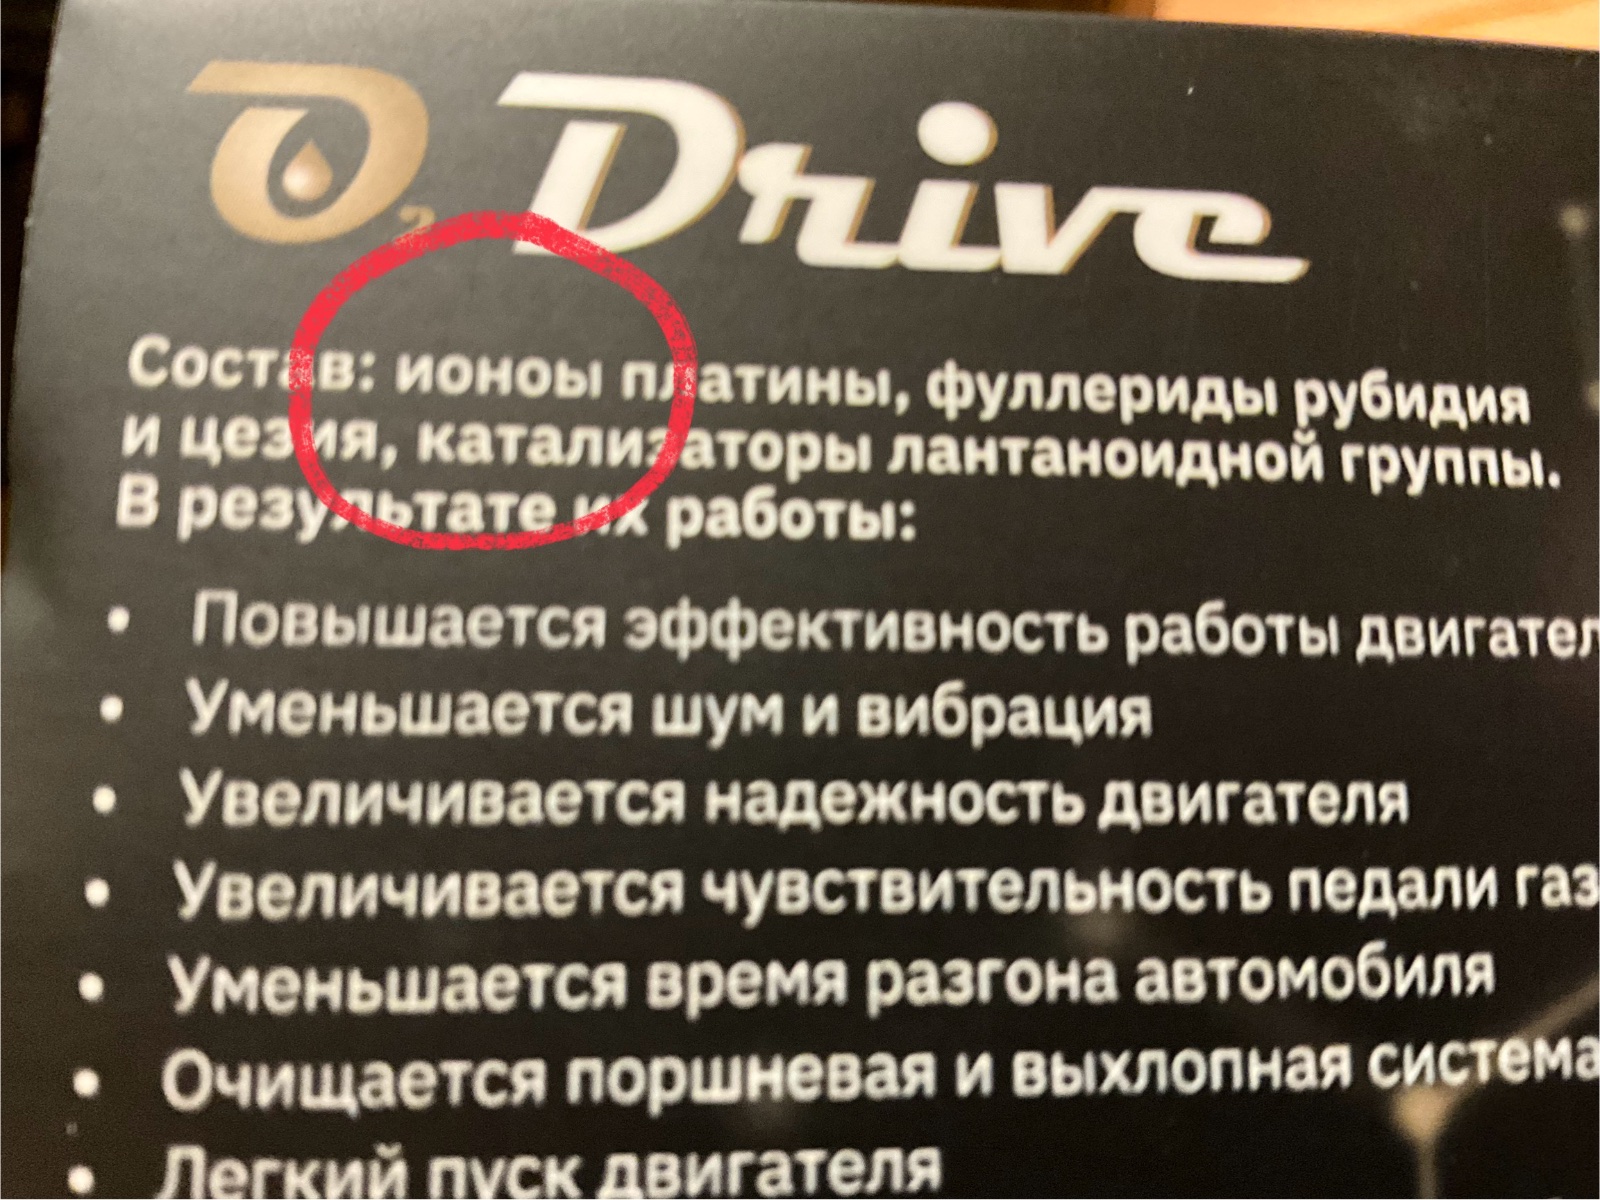 O₂ Drive
Состав: ионоы платины, фуллериды рубидия
и цезия, катализаторы лантаноидной группы.
В результате их работы:
• Повышается эффективность работы двигател
• Уменьшается шум и вибрация
• Увеличивается надежность двигателя
• Увеличивается чувствительность педали газ
• Уменьшается время разгона автомобиля
• Очищается поршневая и выхлопная система
• Легкий пуск двигателя